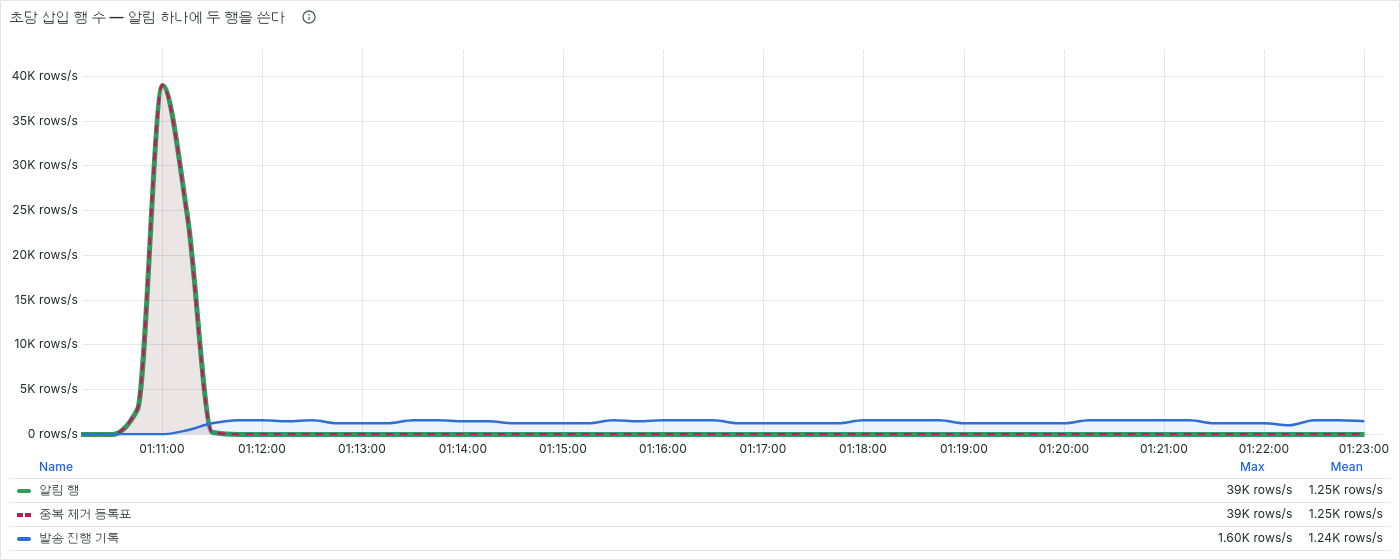 초당 삽입 행 수 — 알림 하나에 두 행을 쓴다
40K rows/s
35K rows/s
30K rows/s
25K rows/s
20K rows/s
15K rows/s
10K rows/s
5K rows/s
0 rows/s
01:11:00 01:12:00 01:13:00 01:14:00 01:15:00 01:16:00 01:17:00 01:18:00 01:19:00 01:20:00 01:21:00 01:22:00 01:23:00
Name Max Mean
알림 행 39K rows/s 1.25K rows/s
중복 제거 등록표 39K rows/s 1.25K rows/s
발송 진행 기록 1.60K rows/s 1.24K rows/s